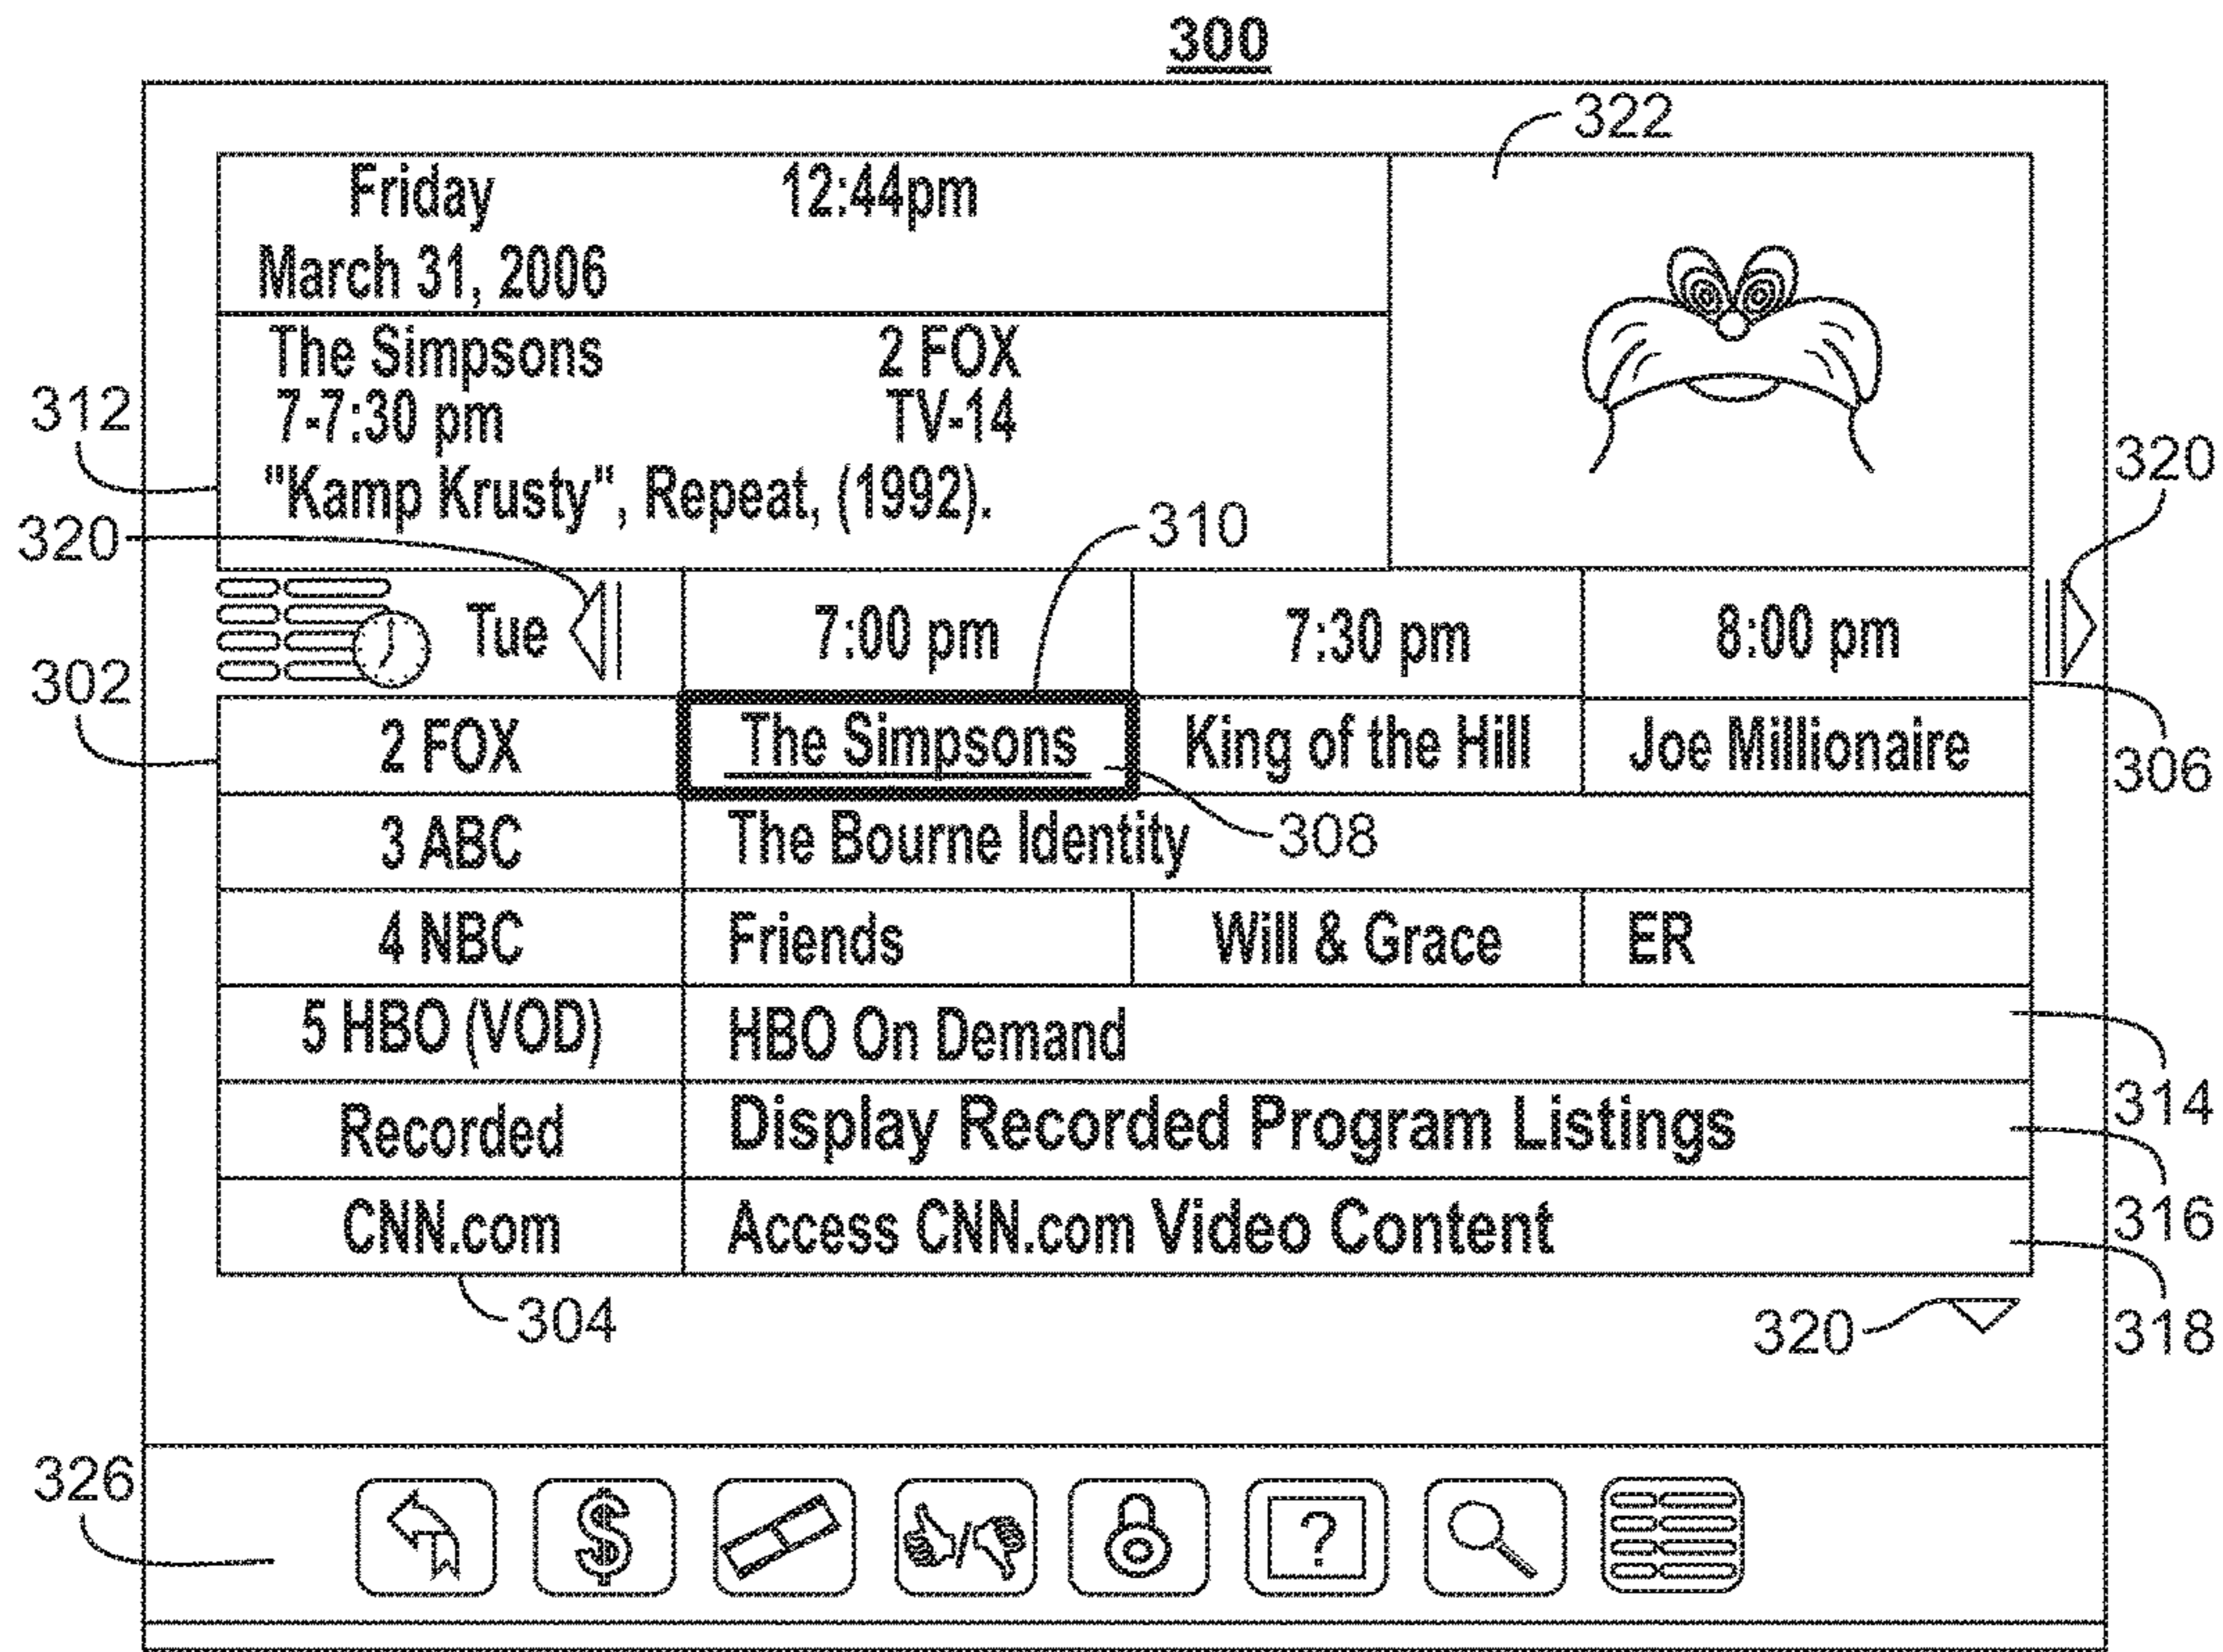 300
322
Friday 12:44pm
March 31, 2006
The Simpsons 2 FOX
312
7-7:30 pm TV-14
320
"Kamp Krusty", Repeat, (1992).
310
320
Tue 7:00 pm 7:30 pm 8:00 pm
302
2 FOX The Simpsons King of the Hill Joe Millionaire
306
3 ABC The Bourne Identity 308
4 NBC Friends Will & Grace ER
5 HBO (VOD) HBO On Demand
314
Recorded Display Recorded Program Listings
316
CNN.com Access CNN.com Video Content
304
320
318
326
$ / ?